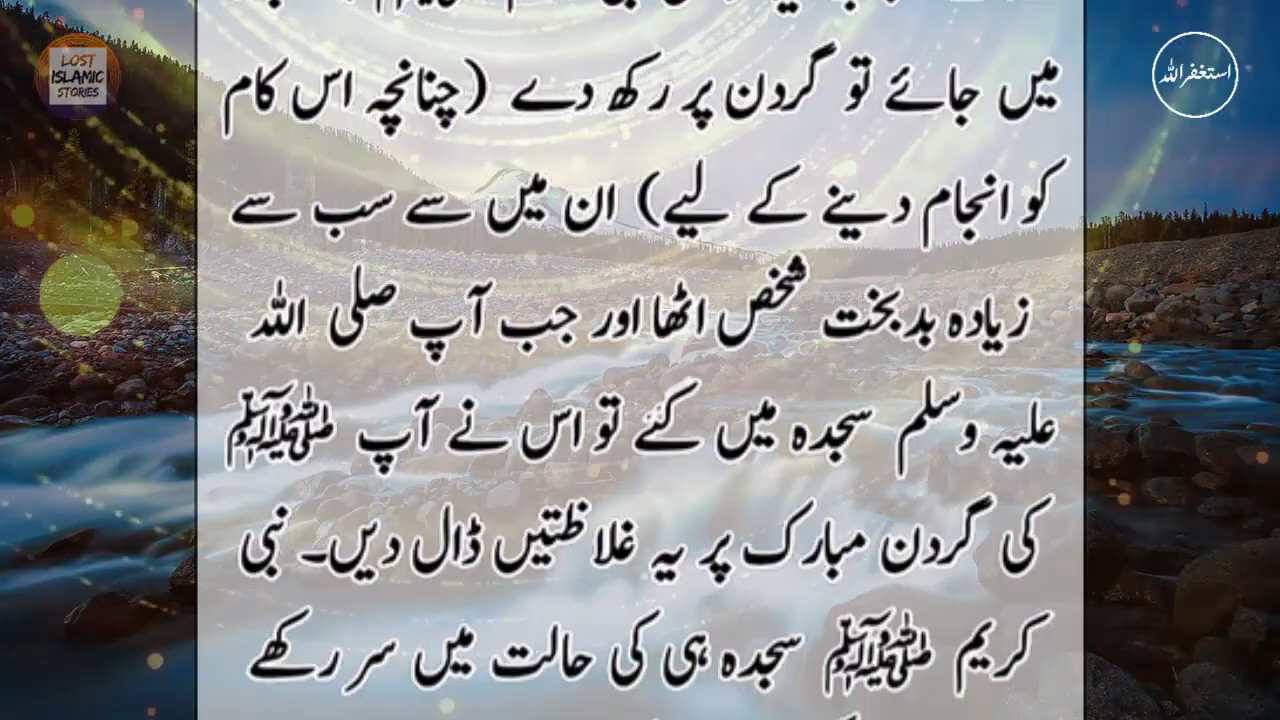 LOST
ISLAMIC
STORIES
استغفر اللہ
میں جائے تو گردن پر رکھ دے (چنانچہ اس کام
کو انجام دینے کے لیے) ان میں سے سب سے
زیادہ بدبخت شخص اٹھا اور جب آپ صلی اللہ
علیہ وسلم سجدہ میں گئے تو اس نے آپ ﷺ
کی گردن مبارک پر یہ غلاظتیں ڈال دیں۔ نبی
کریم ﷺ سجدہ ہی کی حالت میں سر رکھے